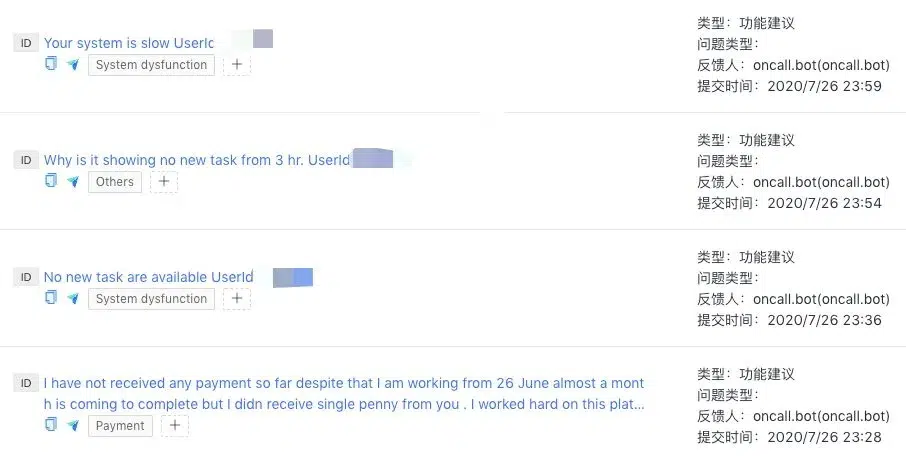 ID Your system is slow UserId
System dysfunction +
类型：功能建议
问题类型：
反馈人：oncall.bot(oncall.bot)
提交时间：2020/7/26 23:59
ID Why is it showing no new task from 3 hr. UserId
Others +
类型：功能建议
问题类型：
反馈人：oncall.bot(oncall.bot)
提交时间：2020/7/26 23:54
ID No new task are available UserId
System dysfunction +
类型：功能建议
问题类型：
反馈人：oncall.bot(oncall.bot)
提交时间：2020/7/26 23:36
ID I have not received any payment so far despite that I am working from 26 June almost a mont
h is coming to complete but I didn receive single penny from you . I worked hard on this plat...
Payment +
类型：功能建议
问题类型：
反馈人：oncall.bot(oncall.bot)
提交时间：2020/7/26 23:28